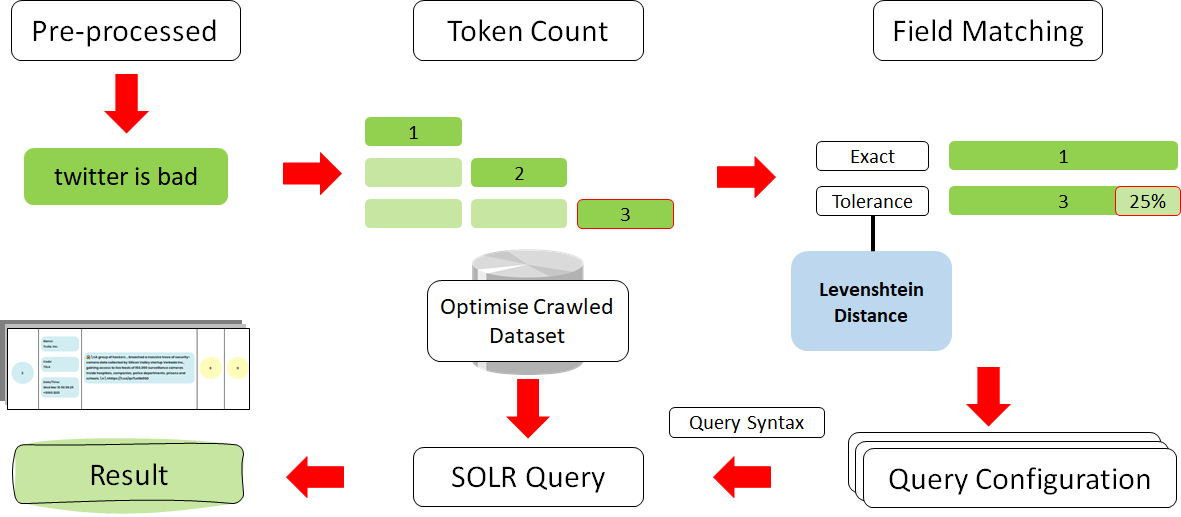 Pre-processed
Token Count
Field Matching
twitter is bad
1
2
3
Exact
1
Tolerance
3
25%
Levenshtein
Distance
Optimise Crawled
Dataset
Query Syntax
Result
SOLR Query
Query Configuration